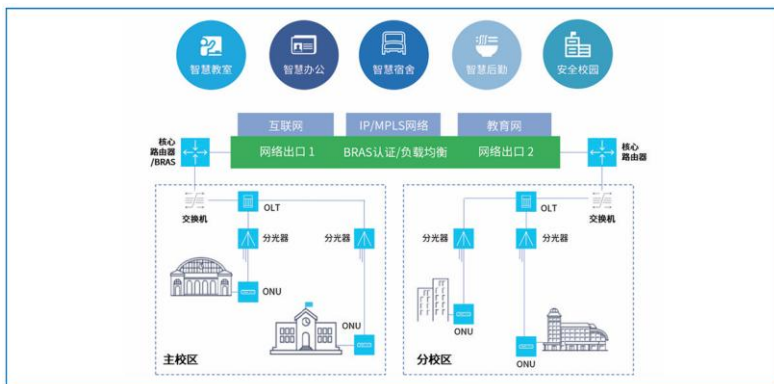 智慧教室
智慧办公
智慧宿舍
智慧后勤
安全校园
互联网
IP/MPLS网络
教育网
核心
路由器
/BRAS
网络出口 1
BRAS认证/负载均衡
网络出口 2
核心
路由器
交换机
OLT
分光器
分光器
ONU
ONU
主校区
OLT
交换机
分光器
分光器
ONU
ONU
分校区